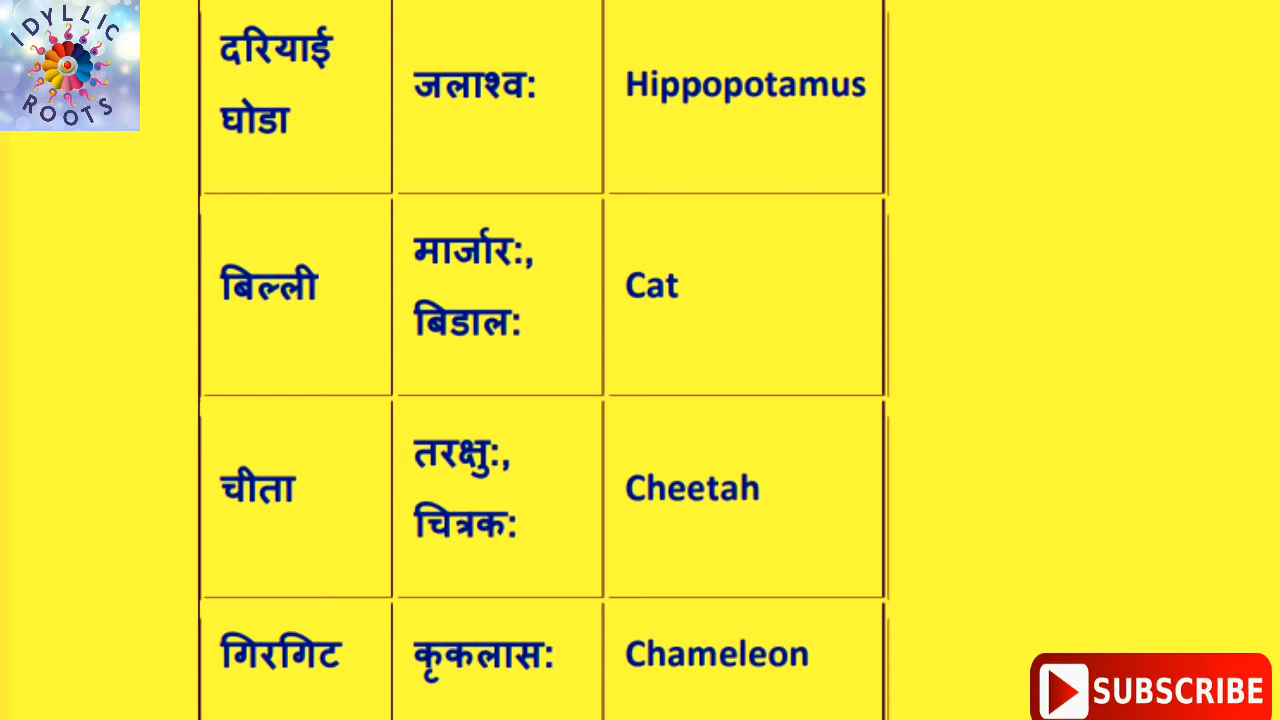 IDYLLIC
ROOTS
दरियाई
घोडा
जलाश्व:
Hippopotamus
बिल्ली
मार्जार:,
बिडाल:
Cat
चीता
तरक्षु:,
चित्रक:
Cheetah
गिरगिट
कृकलास:
Chameleon
SUBSCRIBE